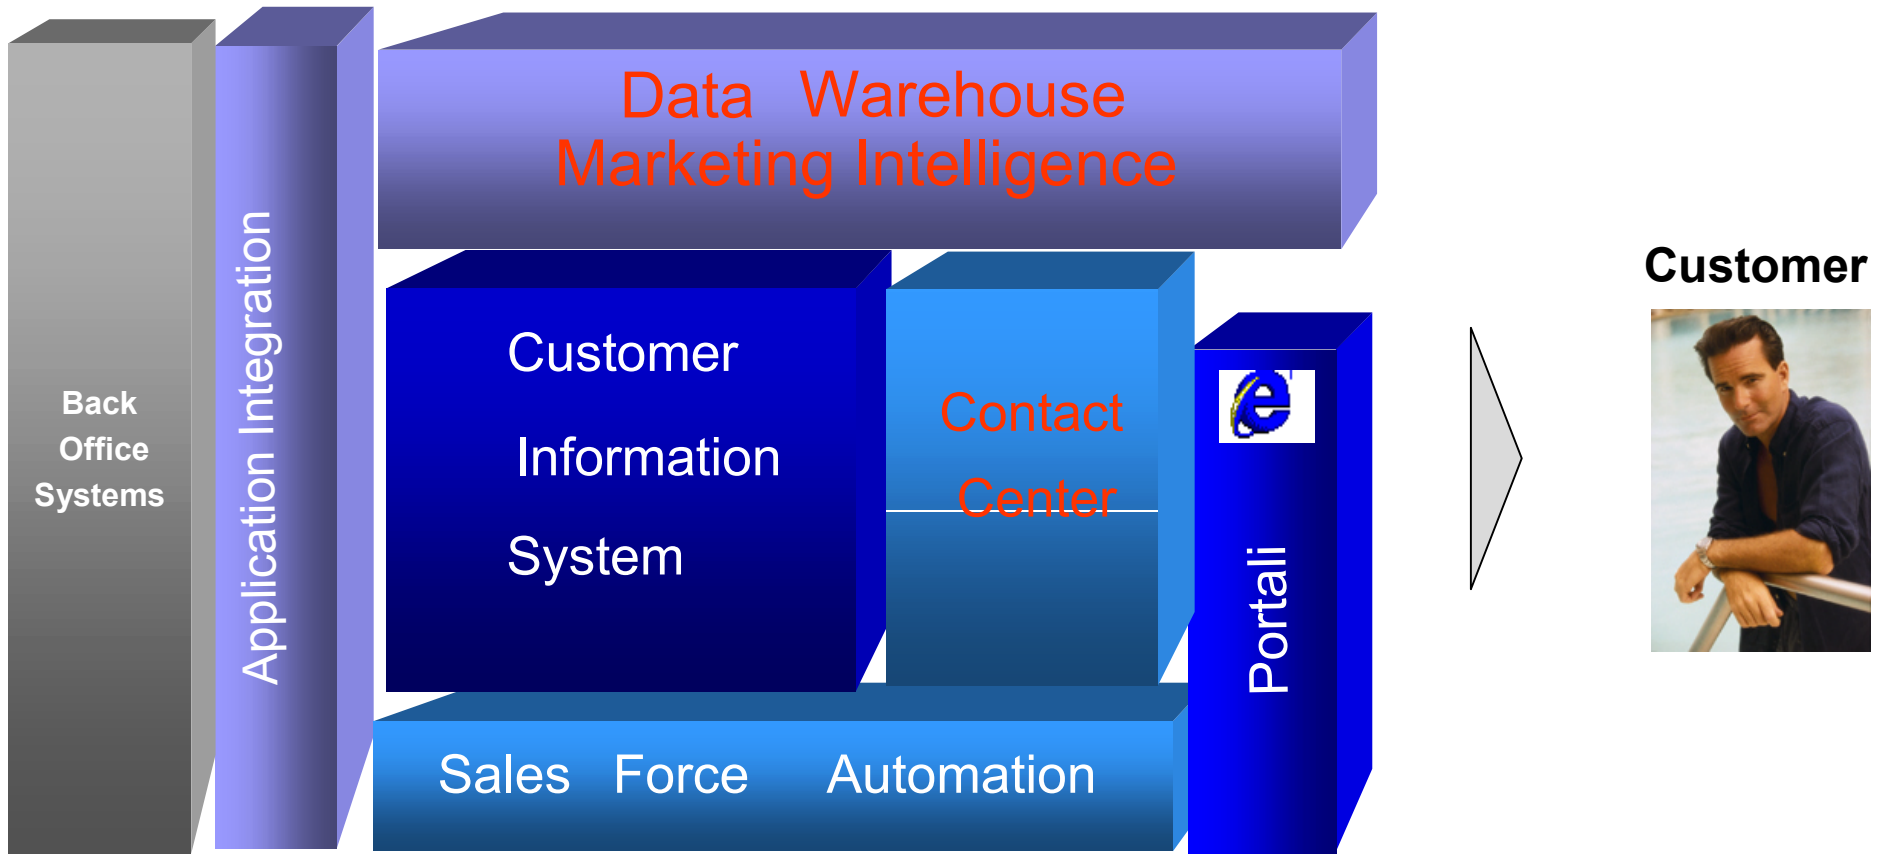 Back
Office
Systems
Application Integration
Data Warehouse
Marketing Intelligence
Customer
Information
System
Contact
Center
Portali
Sales Force Automation
Customer